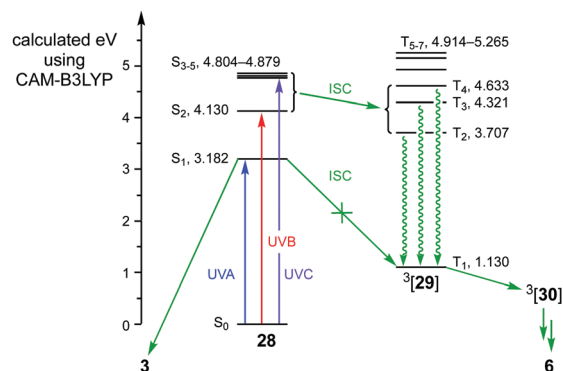 calculated eV
using
CAM-B3LYP
5
4
3
2
1
0
S3-5, 4.804–4.879
S2, 4.130
S1, 3.182
S0
UVA
UVB
UVC
28
3
ISC
ISC
T5-7, 4.914–5.265
T4, 4.633
T3, 4.321
T2, 3.707
T1, 1.130
3[29]
3[30]
6